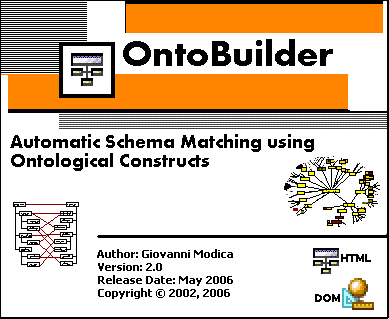 OntoBuilder
Automatic Schema Matching using
Ontological Constructs
Author: Giovanni Modica
Version: 2.0
Release Date: May 2006
Copyright © 2002, 2006
HTML
DOM